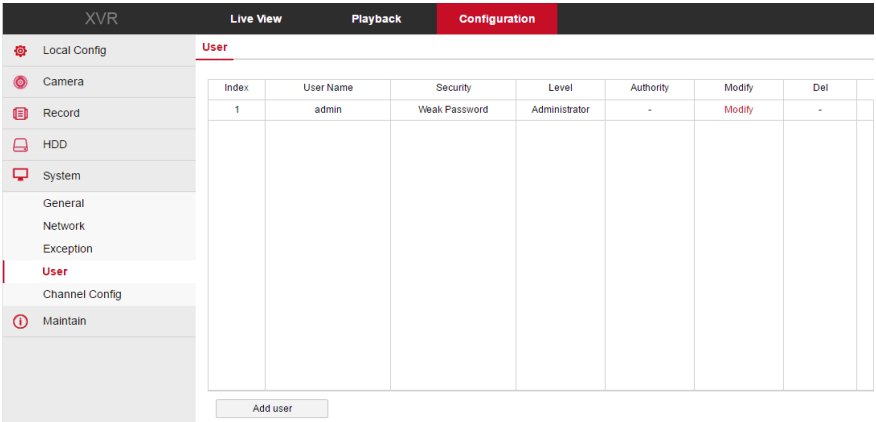 XVR Live View Playback Configuration
Local Config
Camera
Record
HDD
System
General
Network
Exception
User
Channel Config
Maintain
User
Index User Name Security Level Authority Modify Del
1 admin Weak Password Administrator - Modify -
Add user